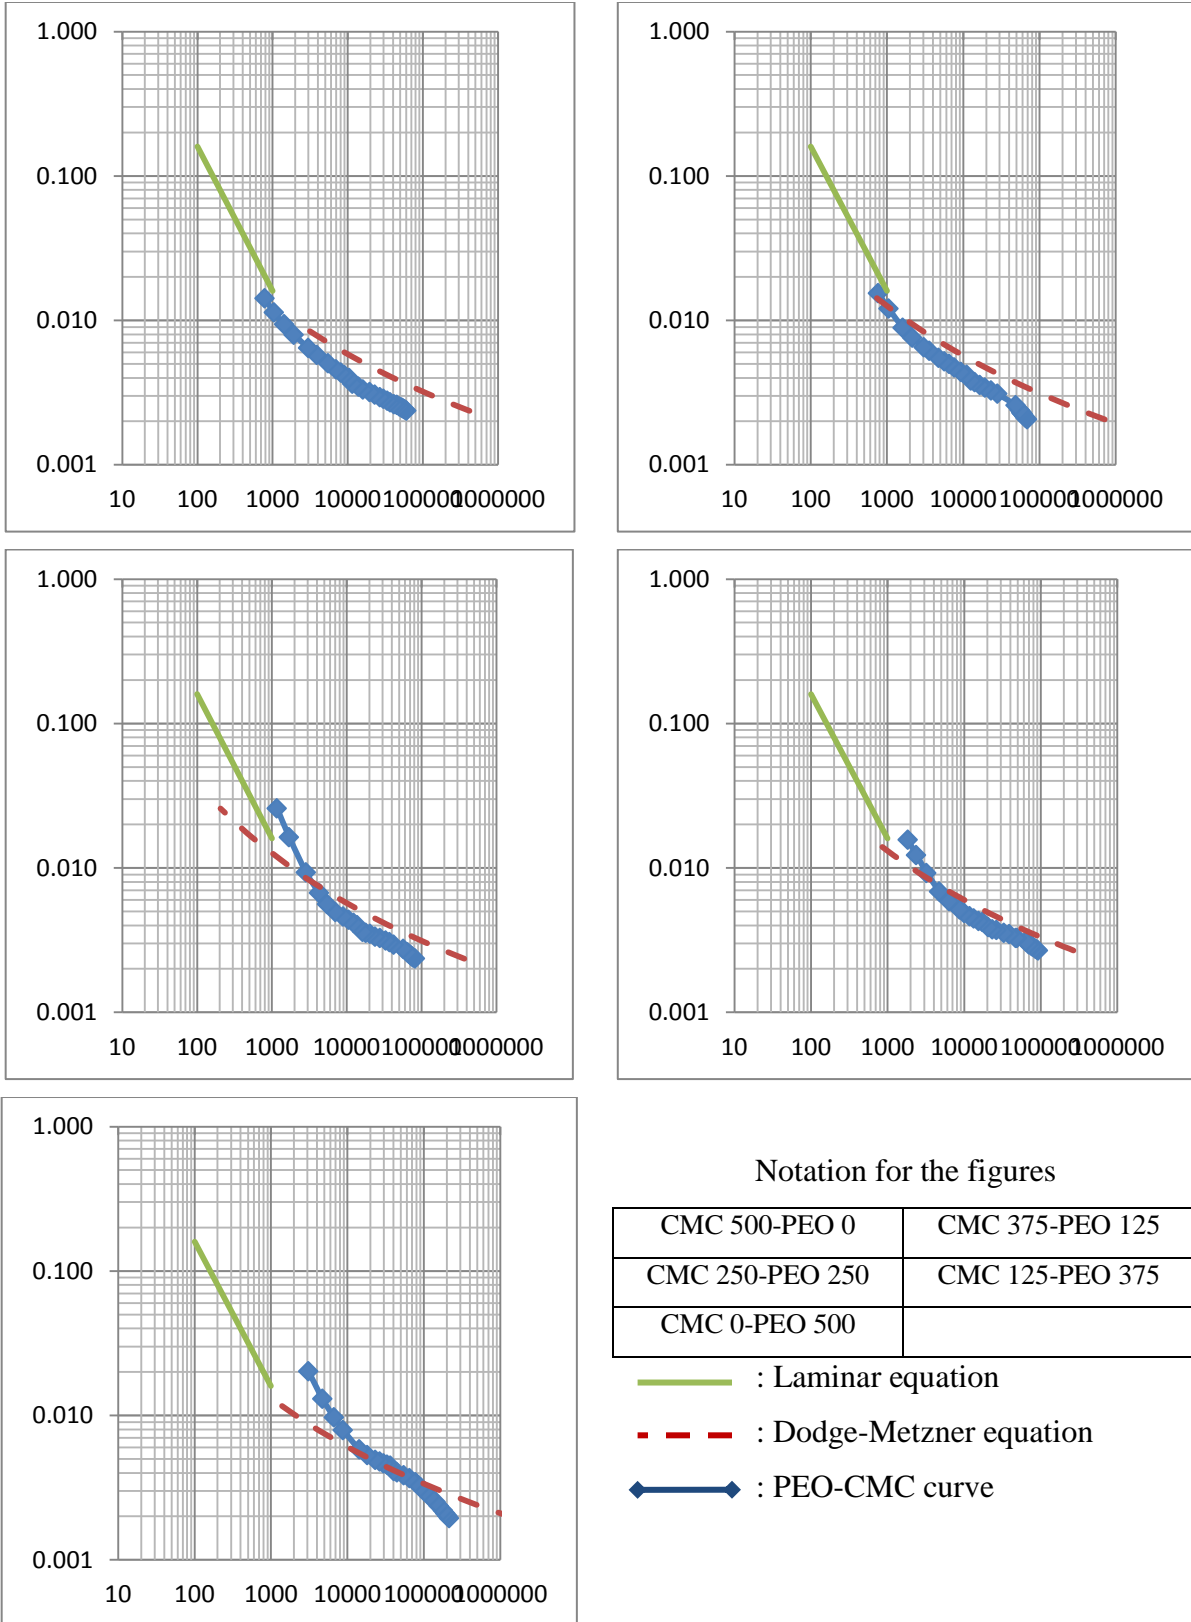 1.000
0.100
0.010
0.001
10 100 1000 10000 100000 1000000
1.000
0.100
0.010
0.001
10 100 1000 10000 100000 1000000
1.000
0.100
0.010
0.001
10 100 1000 10000 100000 1000000
1.000
0.100
0.010
0.001
10 100 1000 10000 100000 1000000
1.000
0.100
0.010
0.001
10 100 1000 10000 100000 1000000
Notation for the figures
CMC 500-PEO 0 CMC 375-PEO 125
CMC 250-PEO 250 CMC 125-PEO 375
CMC 0-PEO 500
: Laminar equation
: Dodge-Metzner equation
: PEO-CMC curve